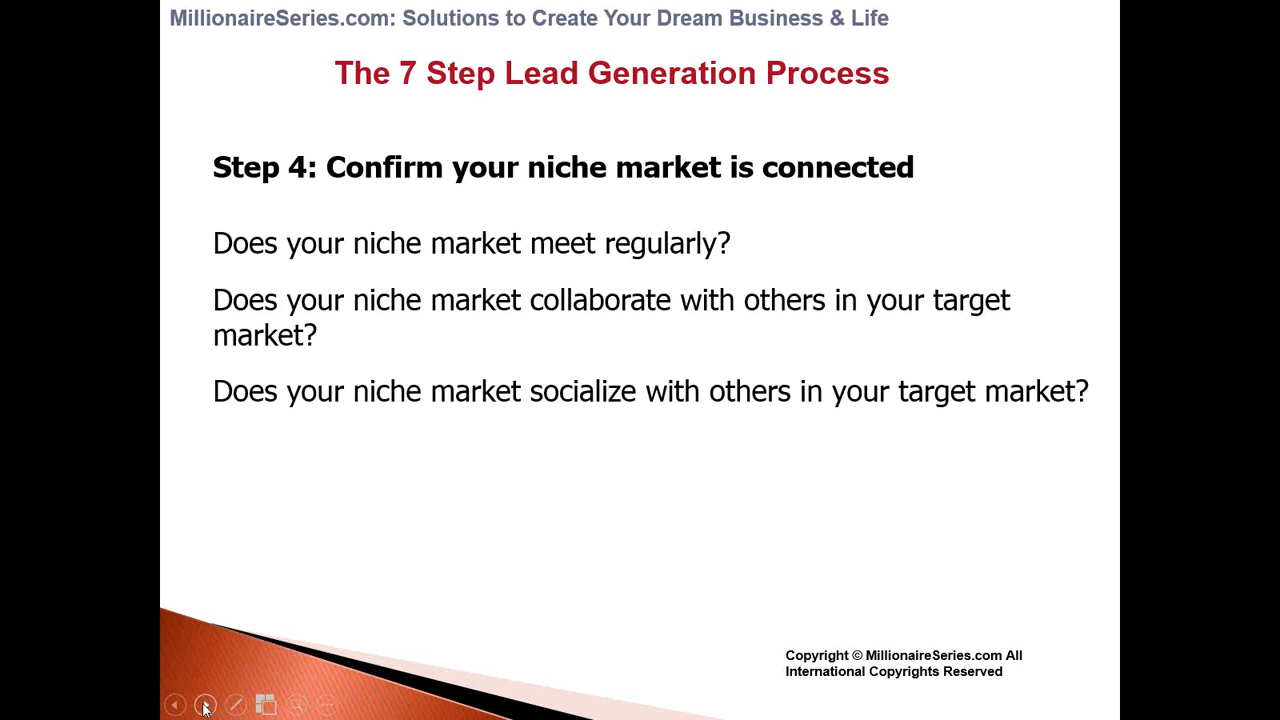 MillionaireSeries.com: Solutions to Create Your Dream Business & Life
The 7 Step Lead Generation Process
Step 4: Confirm your niche market is connected
Does your niche market meet regularly?
Does your niche market collaborate with others in your target
market?
Does your niche market socialize with others in your target market?
Copyright © MillionaireSeries.com All
International Copyrights Reserved